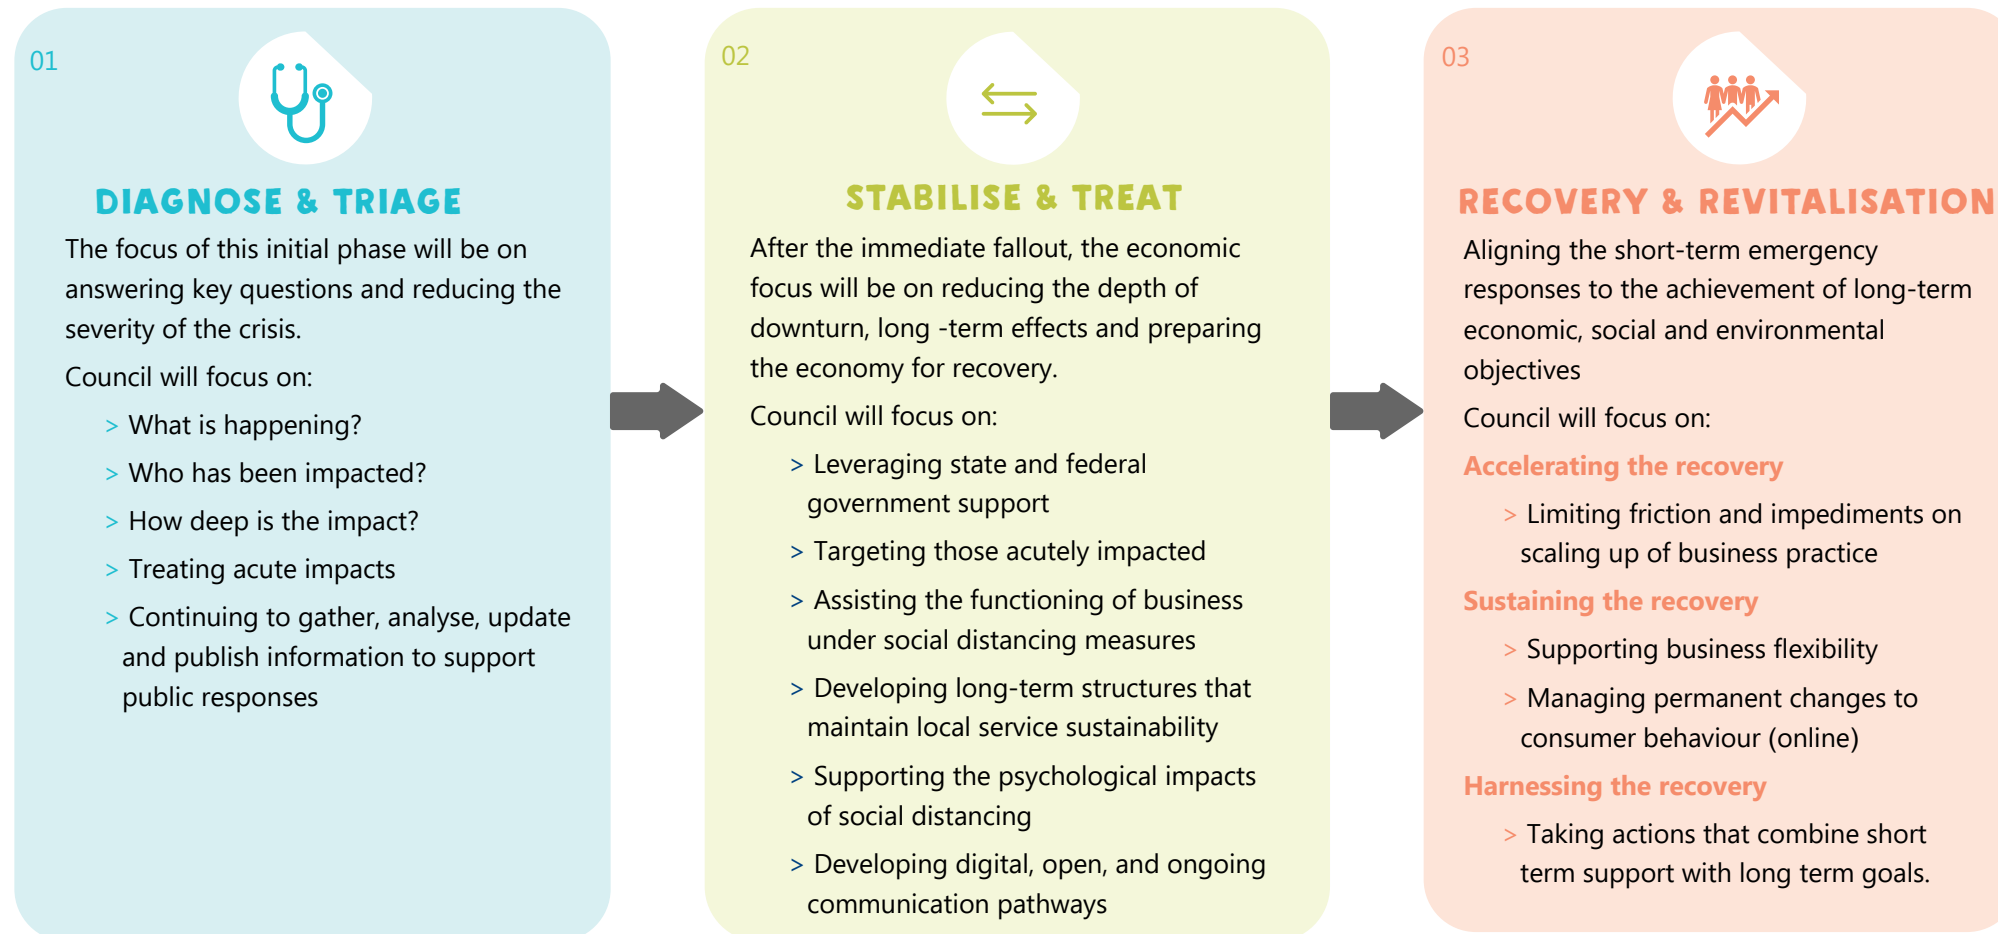 01
DIAGNOSE & TRIAGE
The focus of this initial phase will be on
answering key questions and reducing the
severity of the crisis.
Council will focus on:
> What is happening?
> Who has been impacted?
> How deep is the impact?
> Treating acute impacts
> Continuing to gather, analyse, update
and publish information to support
public responses
02
STABILISE & TREAT
After the immediate fallout, the economic
focus will be on reducing the depth of
downturn, long -term effects and preparing
the economy for recovery.
Council will focus on:
> Leveraging state and federal
government support
> Targeting those acutely impacted
> Assisting the functioning of business
under social distancing measures
> Developing long-term structures that
maintain local service sustainability
> Supporting the psychological impacts
of social distancing
> Developing digital, open, and ongoing
communication pathways
03
RECOVERY & REVITALISATION
Aligning the short-term emergency
responses to the achievement of long-term
economic, social and environmental
objectives
Council will focus on:
Accelerating the recovery
> Limiting friction and impediments on
scaling up of business practice
Sustaining the recovery
> Supporting business flexibility
> Managing permanent changes to
consumer behaviour (online)
Harnessing the recovery
> Taking actions that combine short
term support with long term goals.